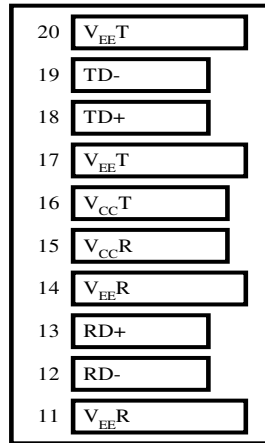 20 VEET
19 TD-
18 TD+
17 VEET
16 VCCT
15 VCCR
14 VEER
13 RD+
12 RD-
11 VEER